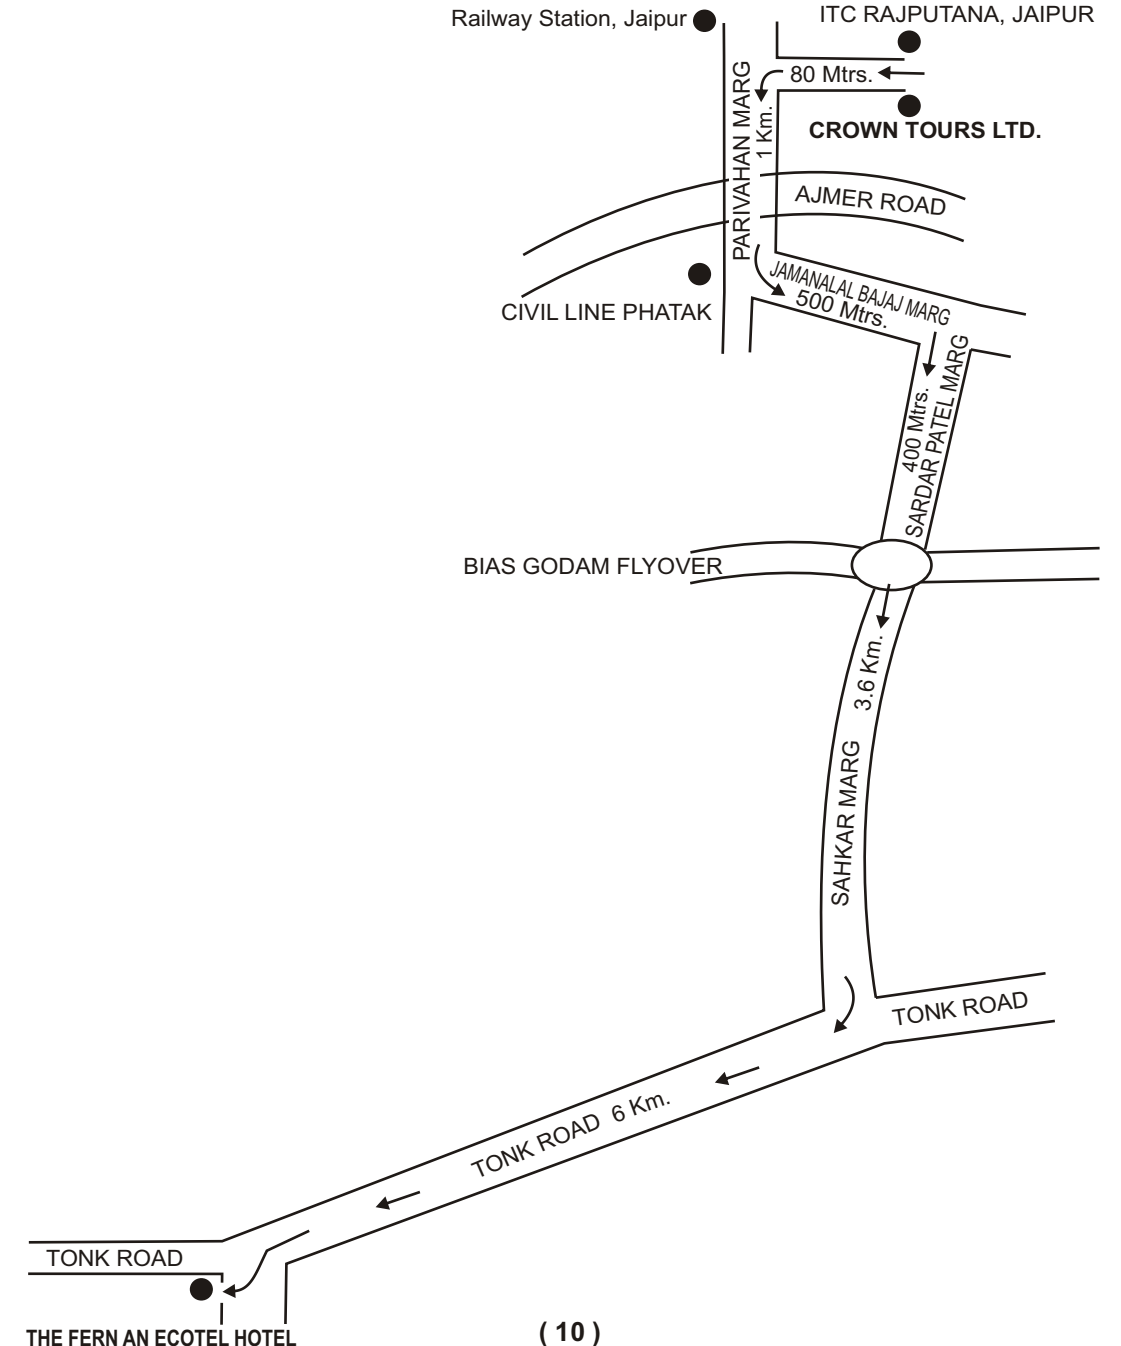 Railway Station, Jaipur
ITC RAJPUTANA, JAIPUR
80 Mtrs.
CROWN TOURS LTD.
PARIVAHAN MARG
1 Km.
AJMER ROAD
JAMANALAL BAJAJ MARG
500 Mtrs.
CIVIL LINE PHATAK
400 Mtrs.
SARDAR PATEL MARG
BIAS GODAM FLYOVER
3.6 Km.
SAHKAR MARG
TONK ROAD
TONK ROAD 6 Km.
TONK ROAD
THE FERN AN ECOTEL HOTEL
( 10 )